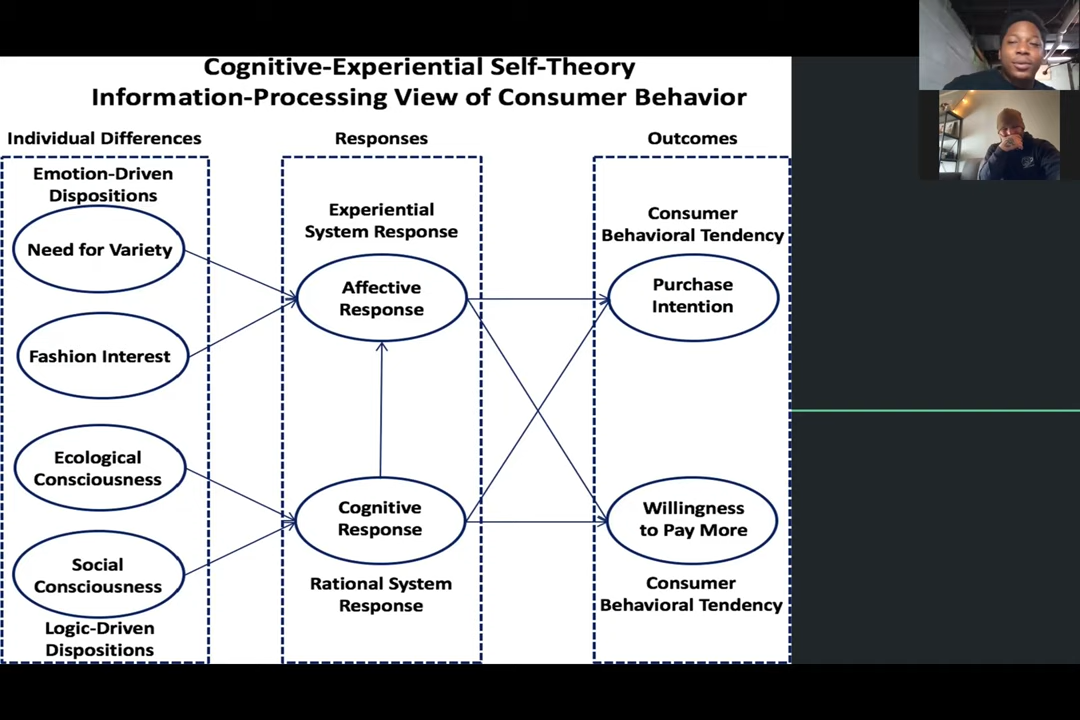 Cognitive-Experiential Self-Theory
Information-Processing View of Consumer Behavior
Individual Differences
Responses
Outcomes
Emotion-Driven
Dispositions
Need for Variety
Fashion Interest
Ecological
Consciousness
Social
Consciousness
Logic-Driven
Dispositions
Experiential
System Response
Affective
Response
Cognitive
Response
Rational System
Response
Consumer
Behavioral Tendency
Purchase
Intention
Willingness
to Pay More
Consumer
Behavioral Tendency